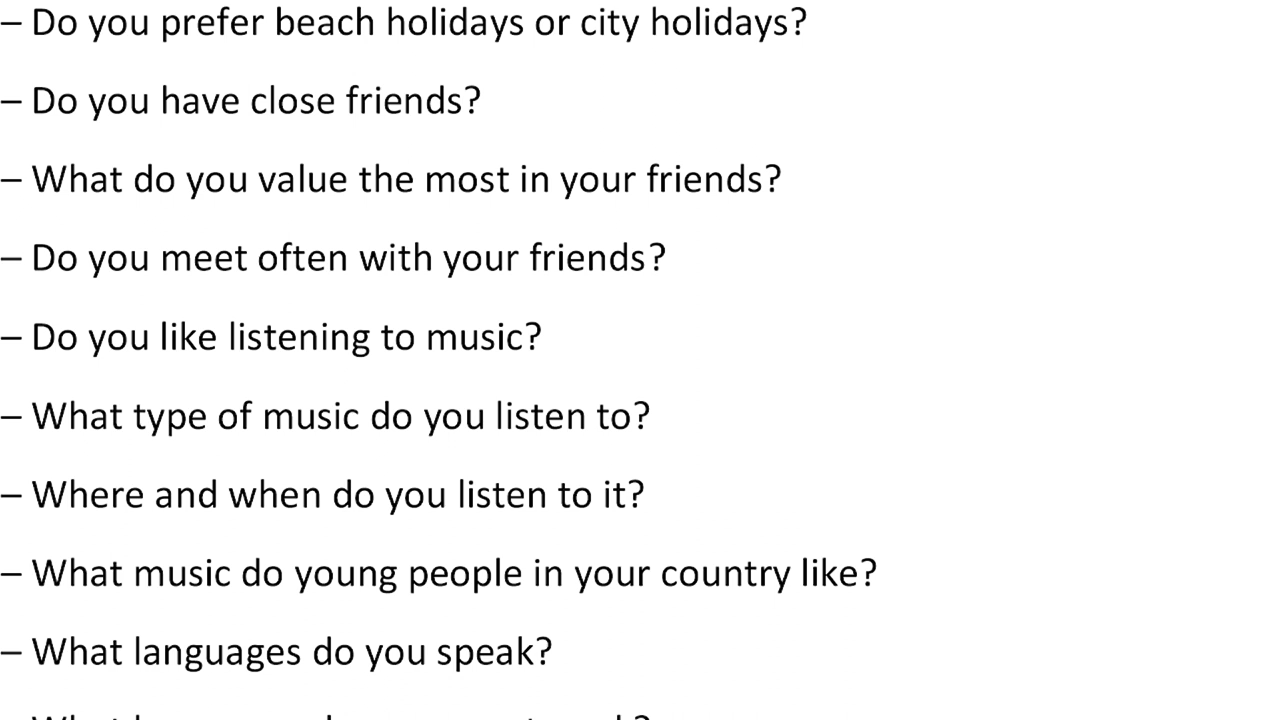 – Do you prefer beach holidays or city holidays?
– Do you have close friends?
– What do you value the most in your friends?
– Do you meet often with your friends?
– Do you like listening to music?
– What type of music do you listen to?
– Where and when do you listen to it?
– What music do young people in your country like?
– What languages do you speak?